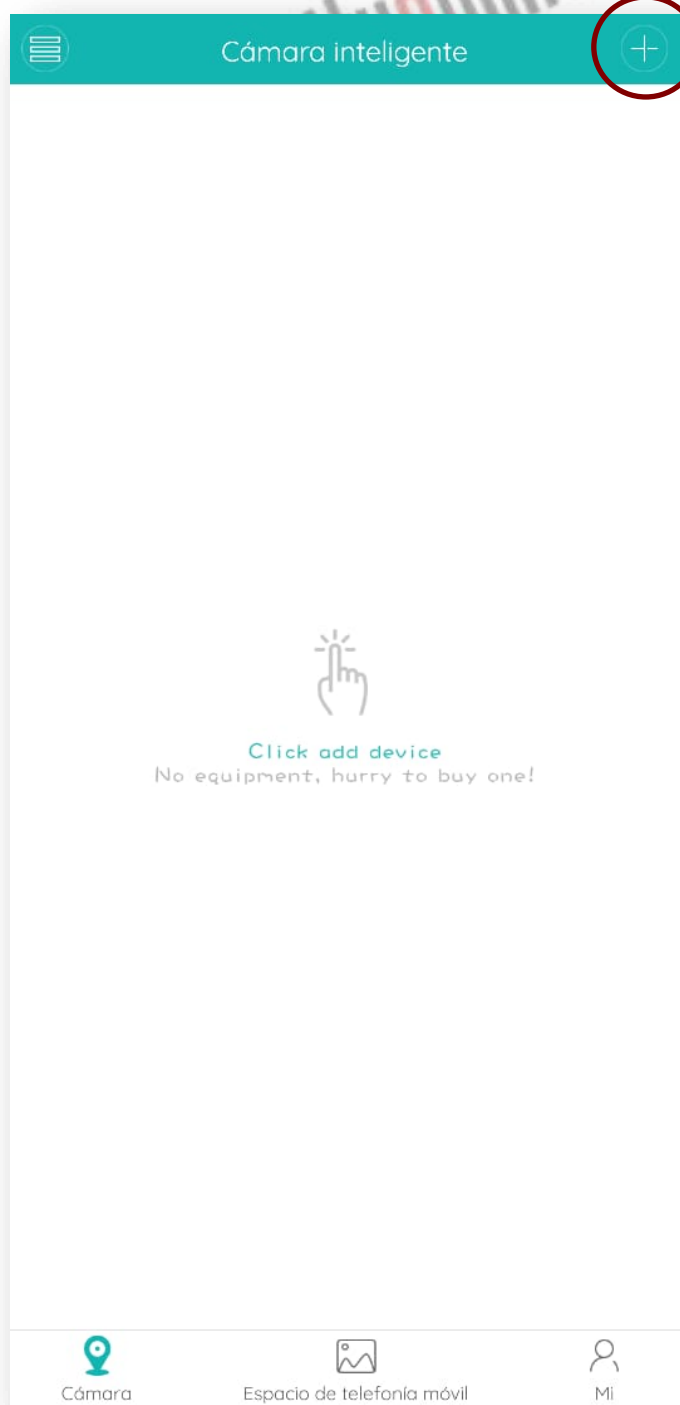 Cámara inteligente
Click add device
No equipment, hurry to buy one!
Cámara
Espacio de telefonía móvil
Mi